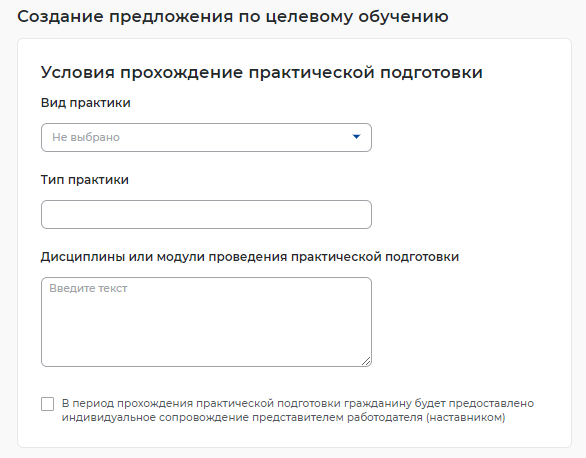 Создание предложения по целевому обучению
Условия прохождение практической подготовки
Вид практики
Не выбрано
Тип практики
Дисциплины или модули проведения практической подготовки
Введите текст
В период прохождения практической подготовки гражданину будет предоставлено
индивидуальное сопровождение представителем работодателя (наставником)